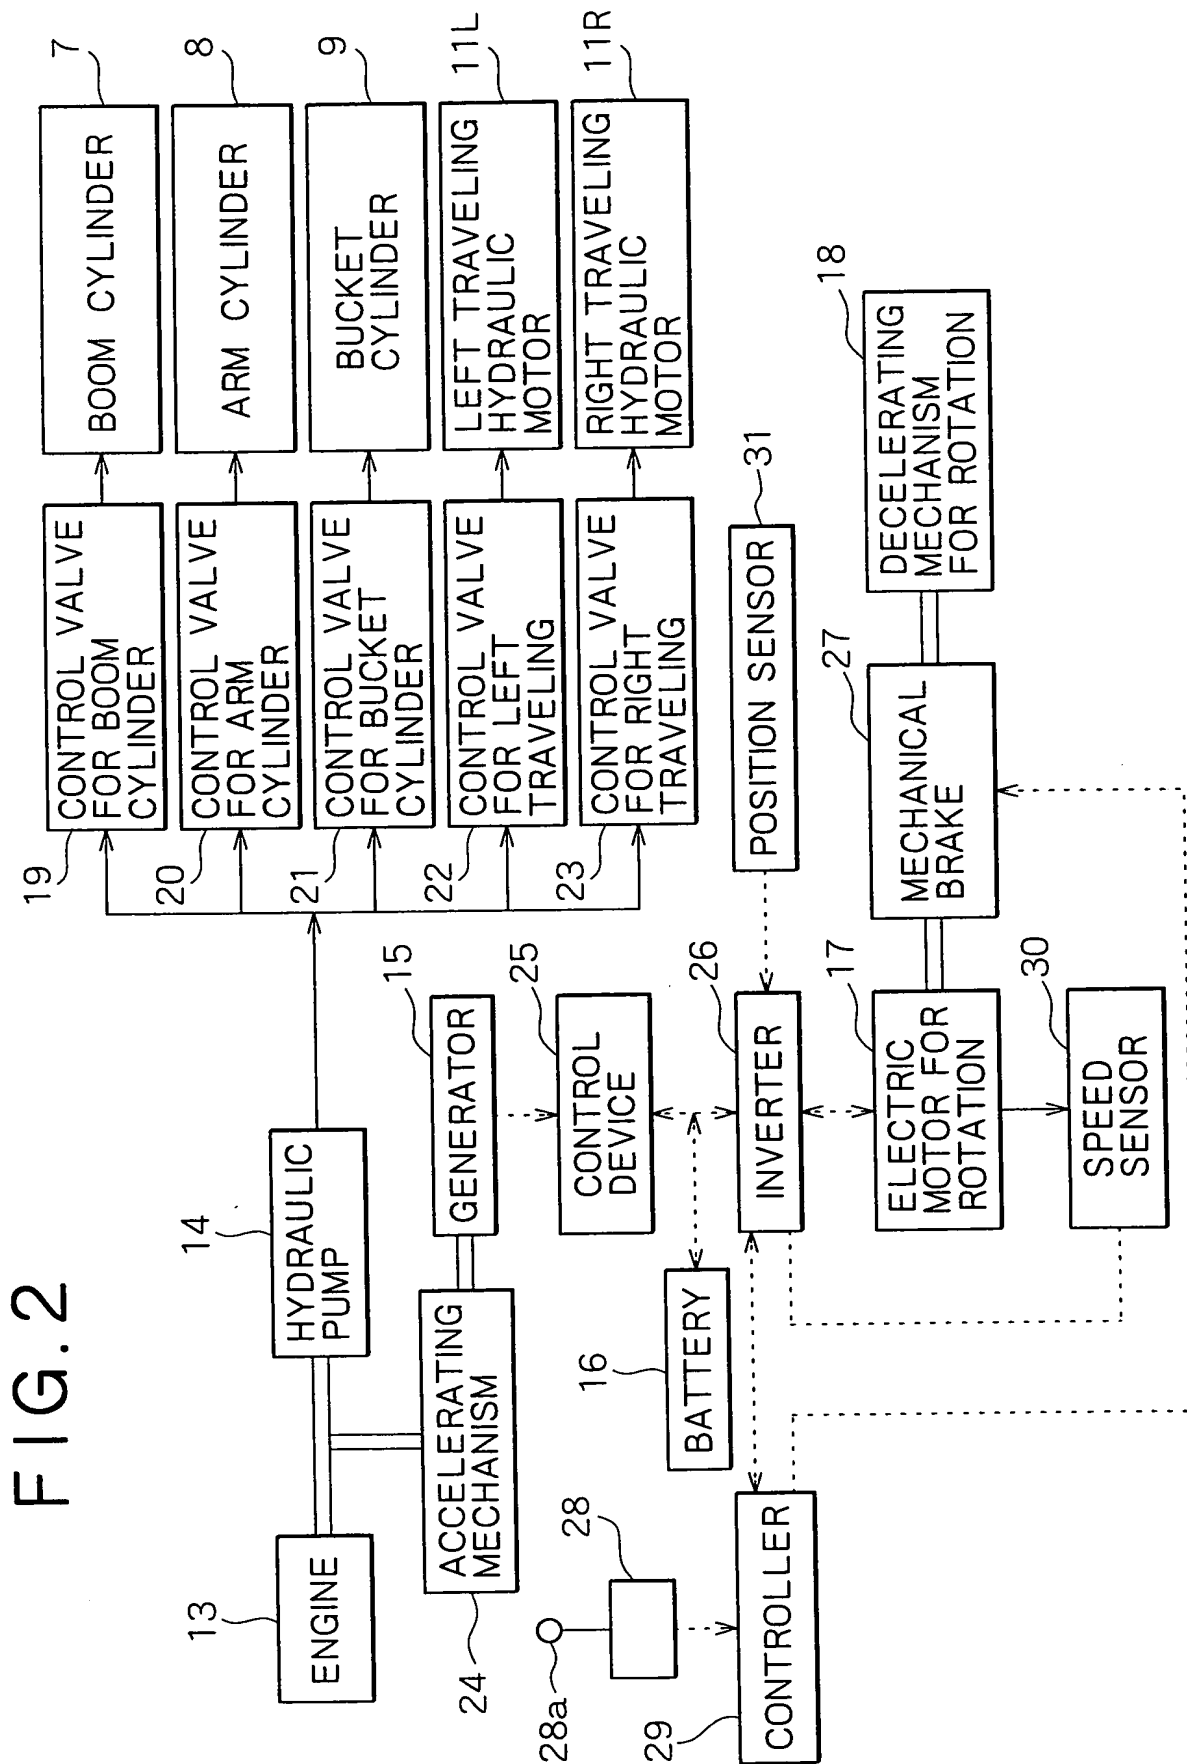 FIG.2
13
ENGINE
14
HYDRAULIC
PUMP
19
CONTROL VALVE
FOR BOOM
CYLINDER
7
BOOM CYLINDER
20
CONTROL VALVE
FOR ARM
CYLINDER
8
ARM CYLINDER
21
CONTROL VALVE
FOR BUCKET
CYLINDER
9
BUCKET
CYLINDER
22
CONTROL VALVE
FOR LEFT
TRAVELING
11L
LEFT TRAVELING
HYDRAULIC
MOTOR
23
CONTROL VALVE
FOR RIGHT
TRAVELING
11R
RIGHT TRAVELING
HYDRAULIC
MOTOR
24
ACCELERATING
MECHANISM
15
GENERATOR
25
CONTROL
DEVICE
28a
28
16
BATTERY
26
INVERTER
31
POSITION SENSOR
29
CONTROLLER
17
ELECTRIC
MOTOR FOR
ROTATION
27
MECHANICAL
BRAKE
18
DECELERATING
MECHANISM
FOR ROTATION
30
SPEED
SENSOR